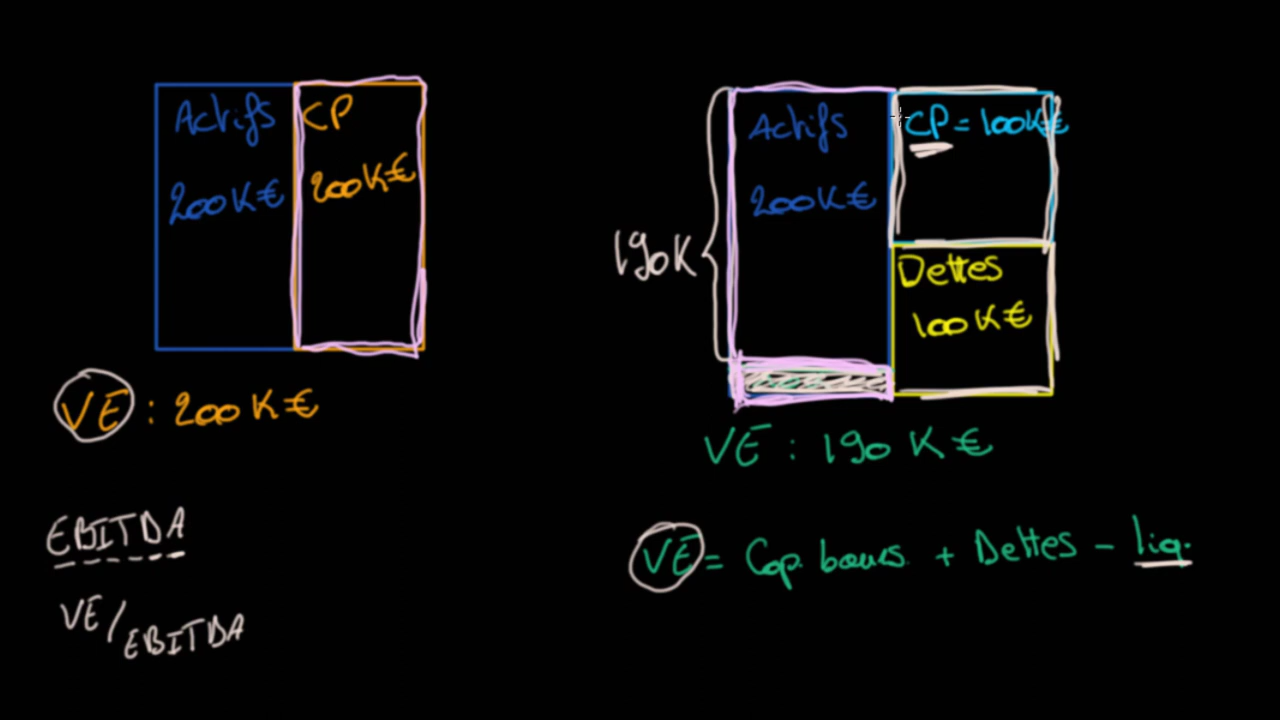 Actifs
200K€
CP
200K€
VE : 200K€
EBITDA
VE/EBITDA
Actifs
200K€
190K
CP = 100K€
Dettes
100K€
VE : 190 K€
VE = Cap. bours. + Dettes - liq.